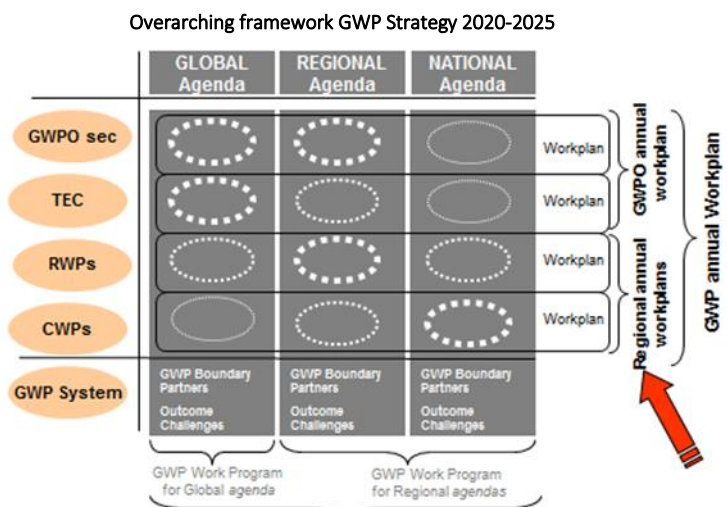 Overarching framework GWP Strategy 2020-2025
GLOBAL Agenda
REGIONAL Agenda
NATIONAL Agenda
GWPO sec
Workplan
TEC
Workplan
RWPs
Workplan
CWPs
Workplan
GWPO annual workplan
Regional annual workplans
GWP annual Workplan
GWP System
GWP Boundary Partners
Outcome Challenges
GWP Boundary Partners
Outcome Challenges
GWP Boundary Partners
Outcome Challenges
GWP Work Program for Global agenda
GWP Work Program for Regional agendas